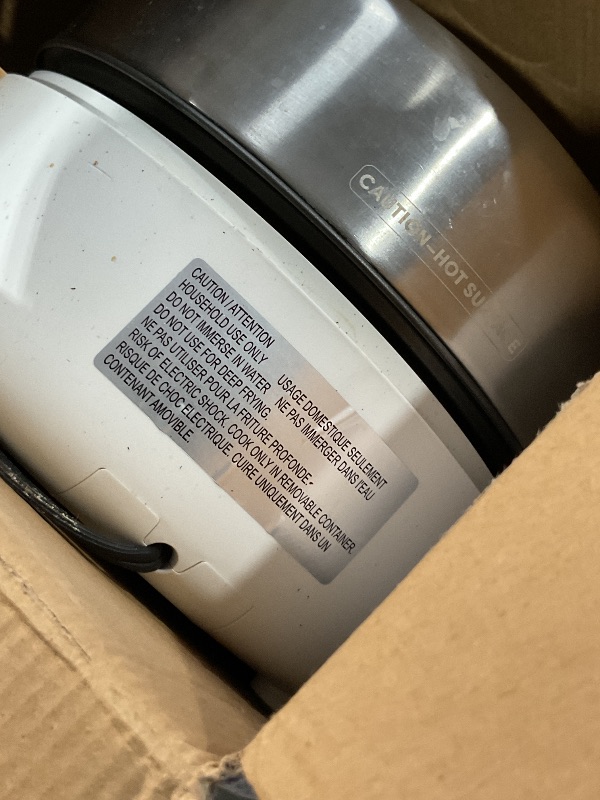 CAUTION–HOT SU E
CAUTION / ATTENTION
HOUSEHOLD USE ONLY USAGE DOMESTIQUE SEULEMENT
DO NOT IMMERSE IN WATER NE PAS IMMERGER DANS l'EAU
DO NOT USE FOR DEEP FRYING.
NE PAS UTILISER POUR LA FRITURE PROFONDE-
RISK OF ELECTRIC SHOCK. COOK ONLY IN REMOVABLE CONTAINER.
RISQUE DE CHOC ELECTRIQUE. CUIRE UNIQUEMENT DANS UN
CONTENANT AMOVIBLE